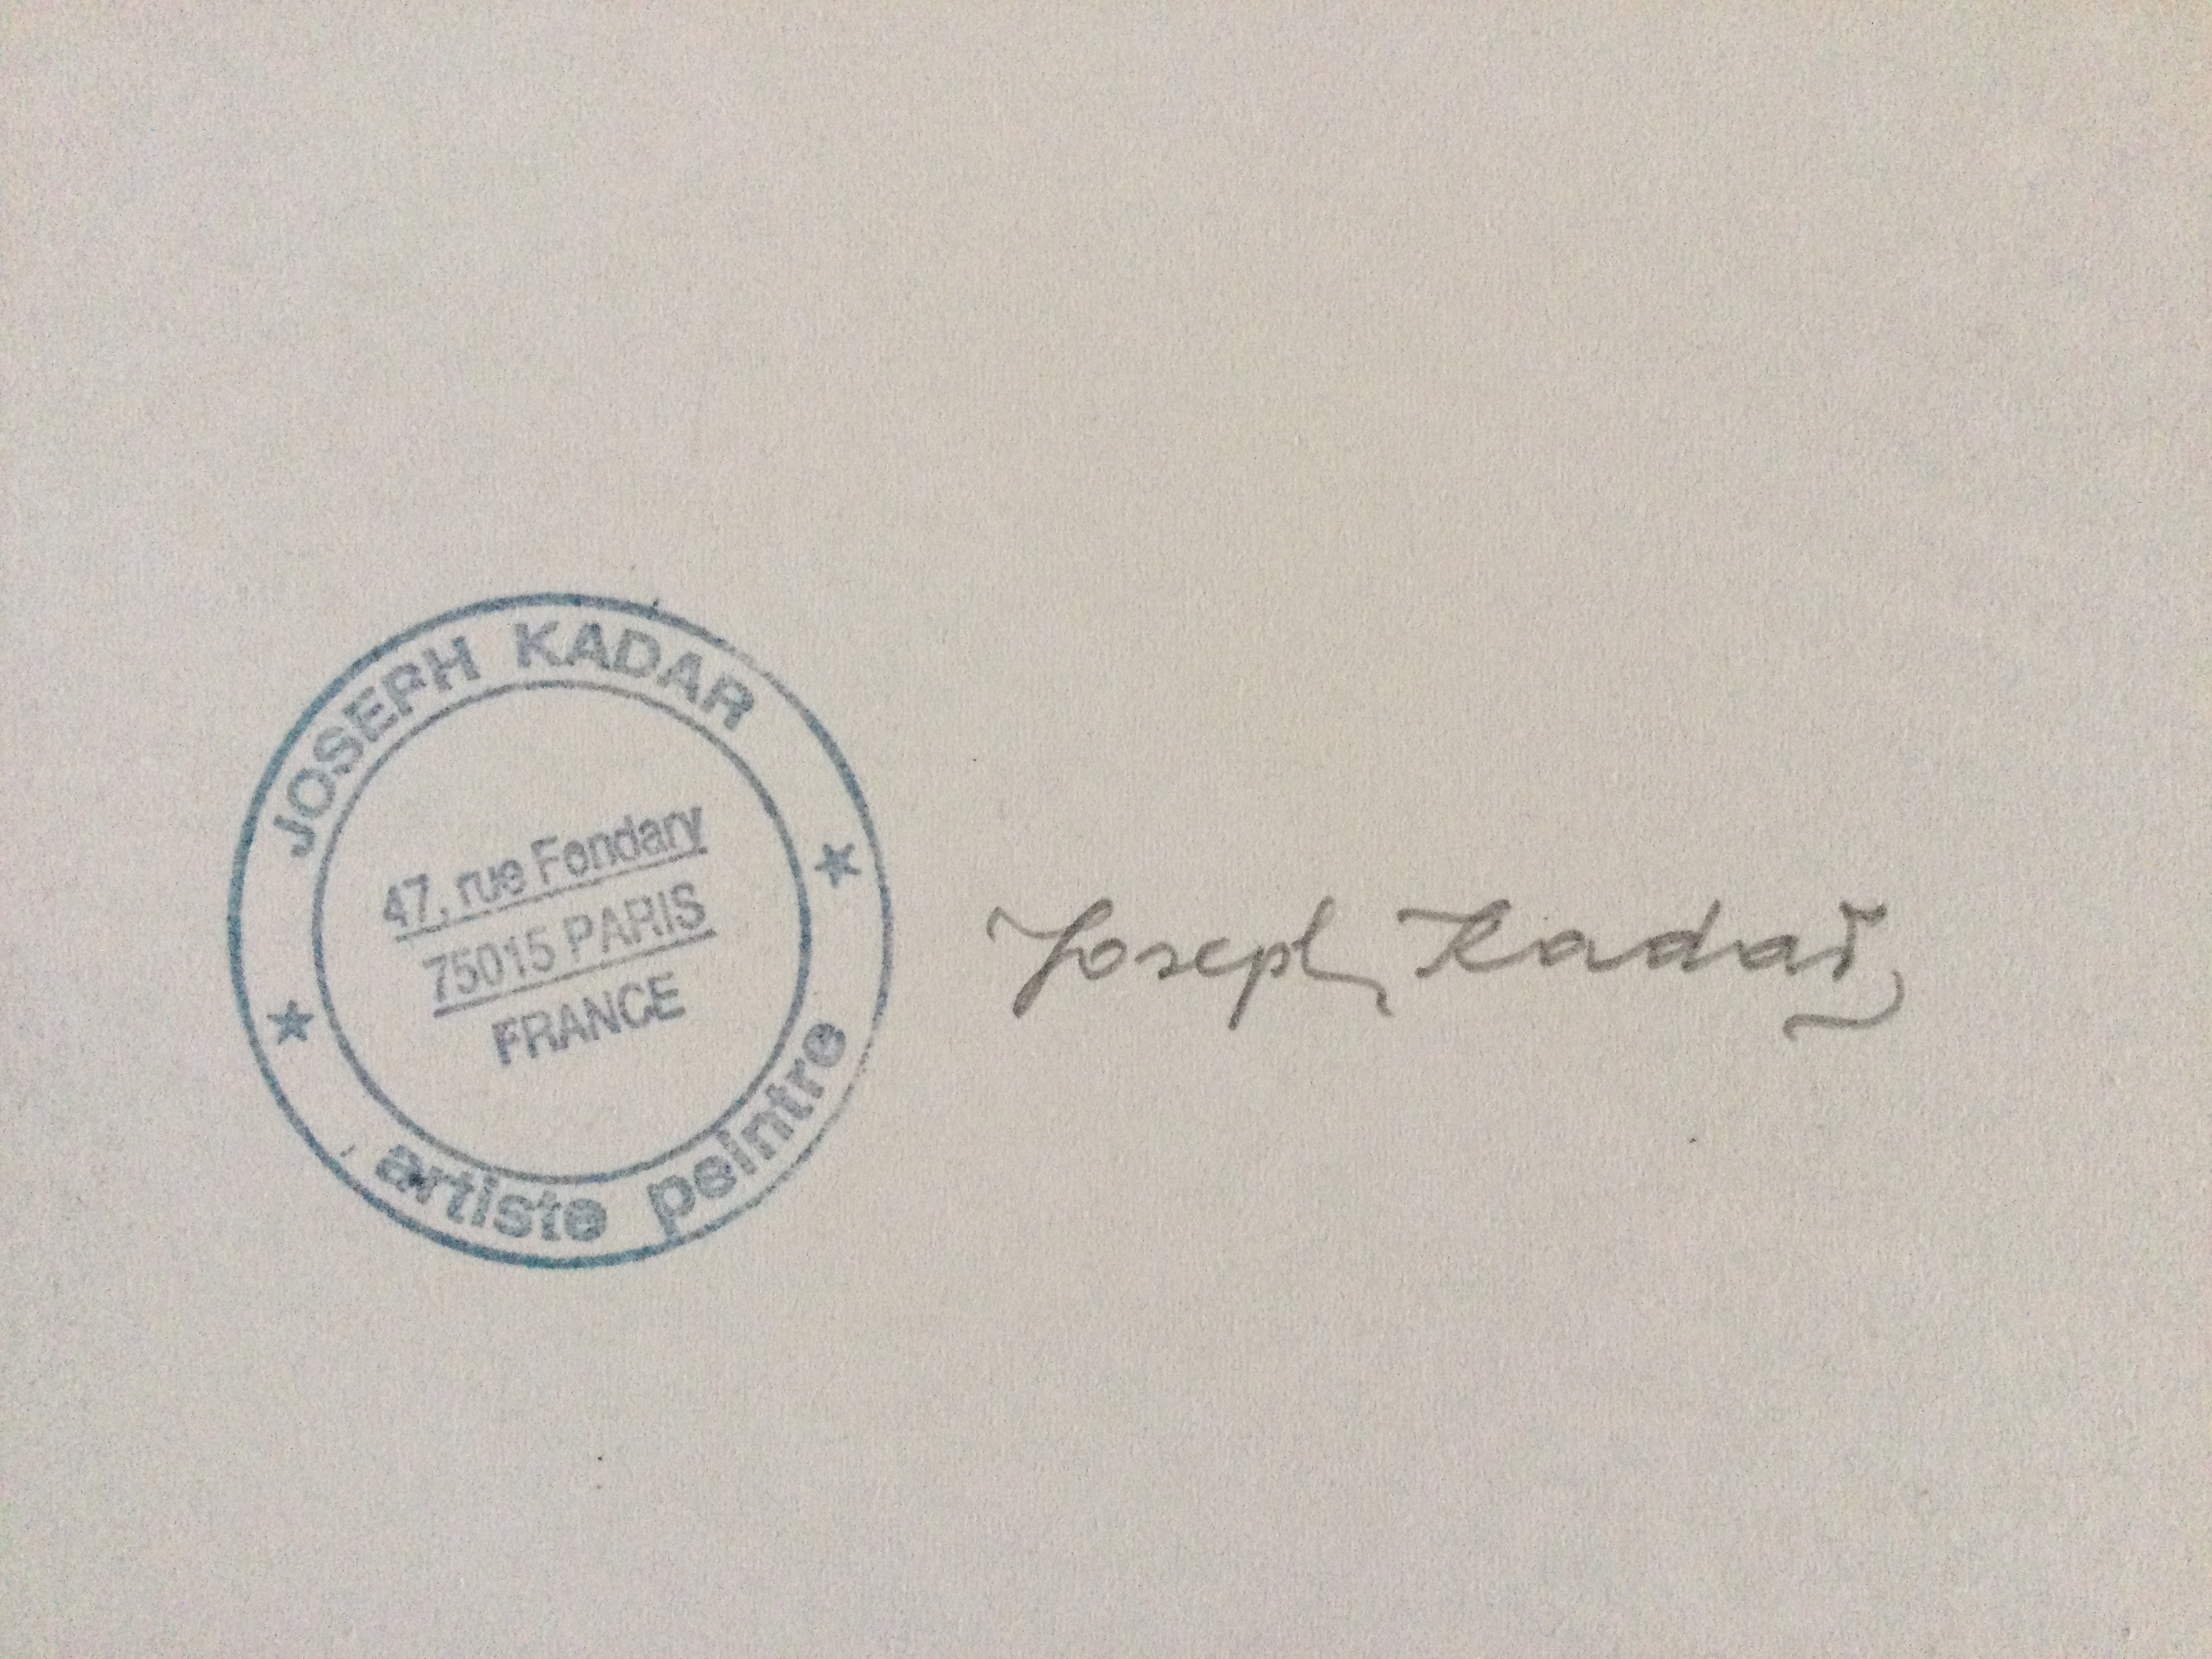 JOSEPH KADAR
47, rue Fondary
75015 PARIS
FRANCE
artiste peintre
Joseph Kadar